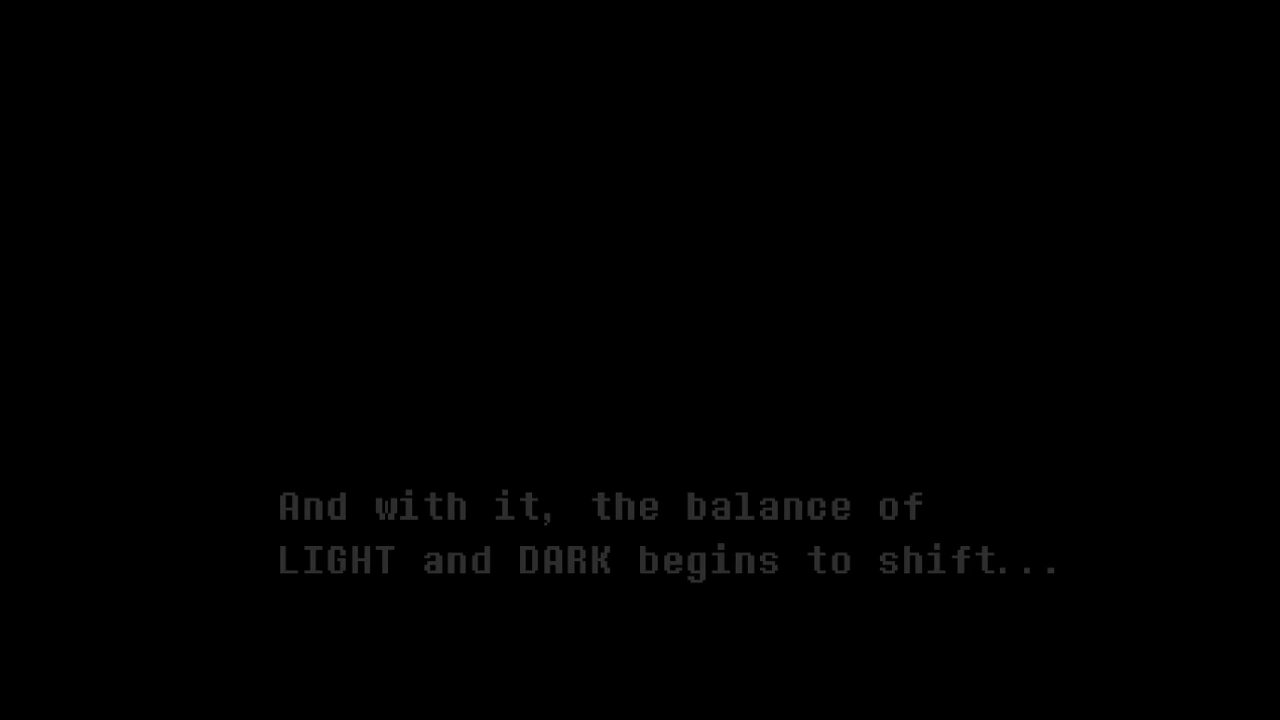 And with it, the balance of
LIGHT and DARK begins to shift...